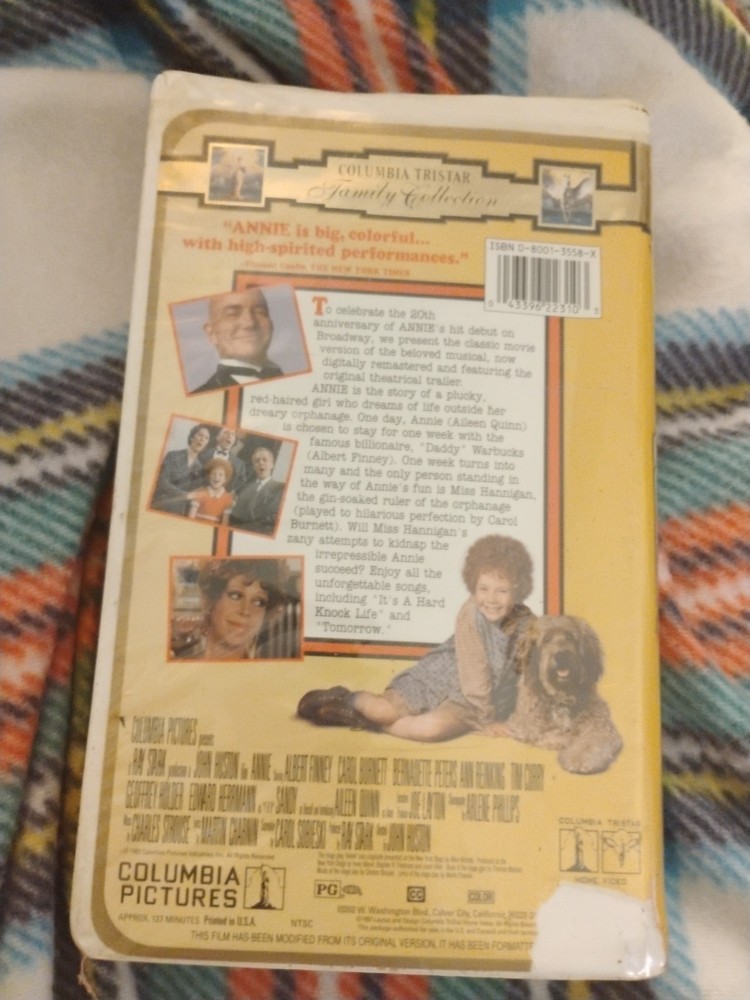 COLUMBIA TRISTAR
Family Collection
"ANNIE is big, colorful...
with high-spirited performances."
–Vincent Canby, THE NEW YORK TIMES
ISBN 0-8001-3558-X
0 43396 22310 3
To celebrate the 20th
anniversary of ANNIE's hit debut on
Broadway, we present the classic movie
version of the beloved musical, now
digitally remastered and featuring the
original theatrical trailer.
ANNIE is the story of a plucky,
red-haired girl who dreams of life outside her
dreary orphanage. One day, Annie (Aileen Quinn)
is chosen to stay for one week with the
famous billionaire, "Daddy" Warbucks
(Albert Finney). One week turns into
many and the only person standing in
the way of Annie's fun is Miss Hannigan,
the gin-soaked ruler of the orphanage
(played to hilarious perfection by Carol
Burnett). Will Miss Hannigan's
zany attempts to kidnap the
irrepressible Annie
succeed? Enjoy all the
unforgettable songs,
including "It's A Hard
Knock Life" and
"Tomorrow."
COLUMBIA PICTURES presents
RAY STARK JOHN HUSTON ANNIE ALBERT FINNEY CAROL BURNETT BERNADETTE PETERS ANN REINKING TIM CURRY
GEOFFREY HOLDER EDWARD HERRMANN SANDY AILEEN QUINN JOE LAYTON ARLENE PHILLIPS
CHARLES STROUSE MARTIN CHARNIN CAROL SOBIESKI RAY STARK JOHN HUSTON
COLUMBIA TRISTAR
HOME VIDEO
COLUMBIA
PICTURES
PG
CC
COLOR
APPROX. 127 MINUTES. Printed in U.S.A.
NTSC
10202 W. Washington Blvd., Culver City, California
THIS FILM HAS BEEN MODIFIED FROM ITS ORIGINAL VERSION. IT HAS BEEN FORMATT